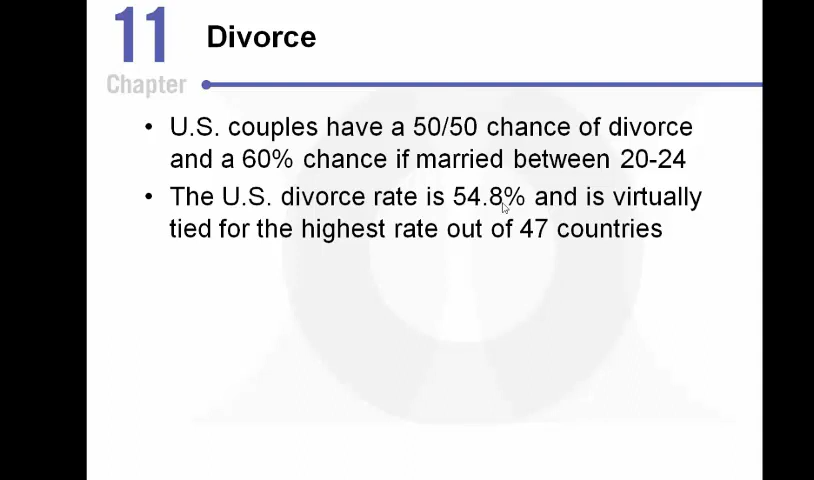 11
Chapter
Divorce
• U.S. couples have a 50/50 chance of divorce
and a 60% chance if married between 20-24
• The U.S. divorce rate is 54.8% and is virtually
tied for the highest rate out of 47 countries